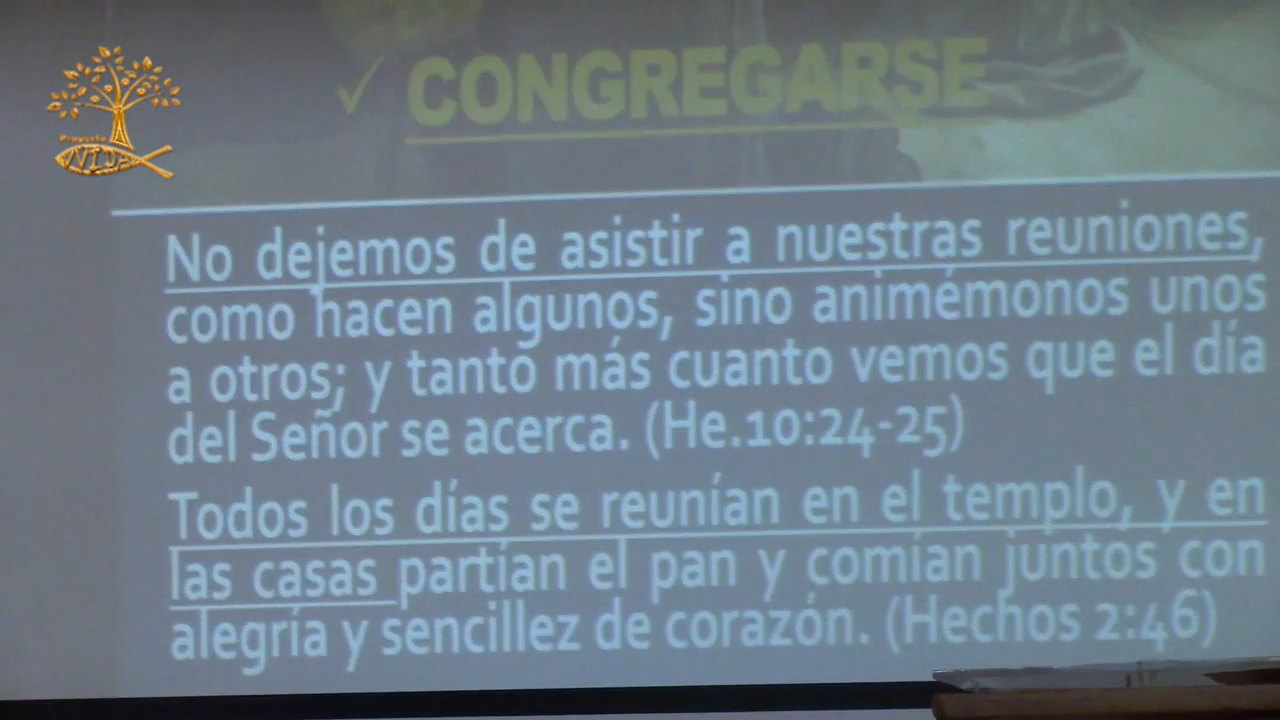 Proyecto
VIDA
✓ CONGREGARSE
No dejemos de asistir a nuestras reuniones,
como hacen algunos, sino animémonos unos
a otros; y tanto más cuanto vemos que el día
del Señor se acerca. (He.10:24-25)
Todos los días se reunían en el templo, y en
las casas partían el pan y comían juntos con
alegría y sencillez de corazón. (Hechos 2:46)